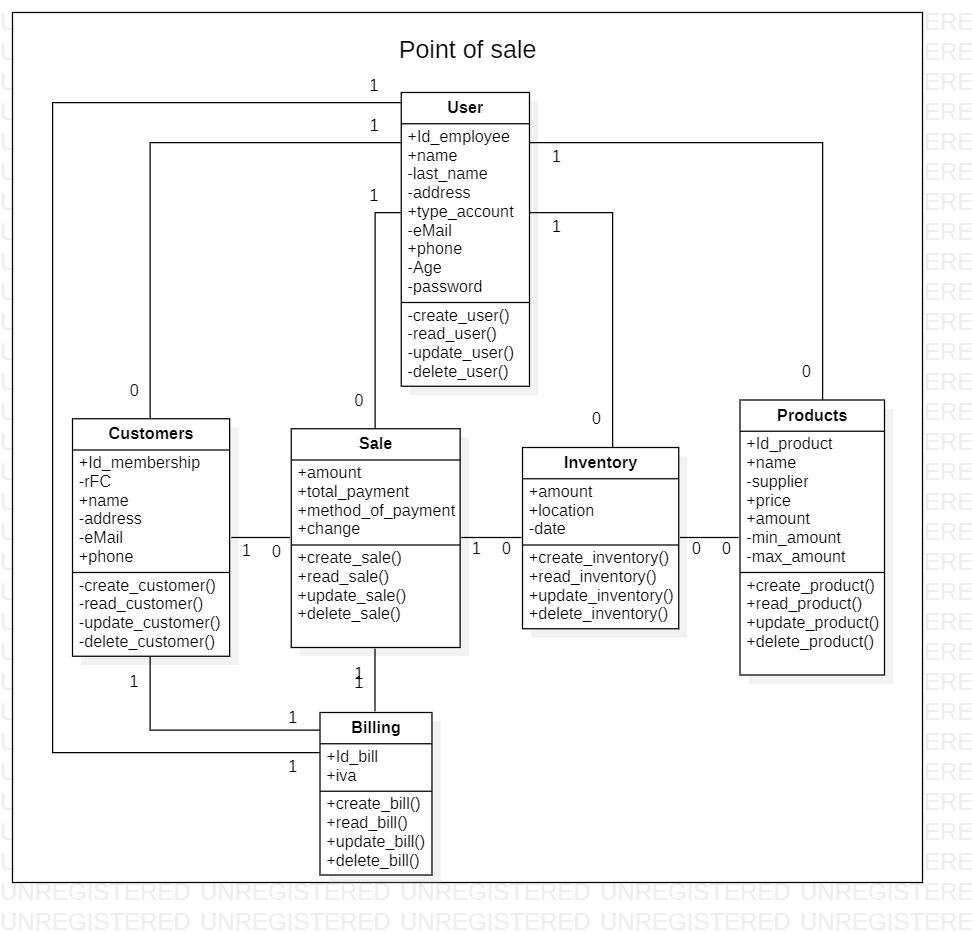 Point of sale
1
User
+Id_employee
+name
-last_name
-address
+type_account
-eMail
+phone
-Age
-password
-create_user()
-read_user()
-update_user()
-delete_user()
1
1
1
1
0
0
0
0
Customers
+Id_membership
-rFC
+name
-address
-eMail
+phone
-create_customer()
-read_customer()
-update_customer()
-delete_customer()
1 0
Sale
+amount
+total_payment
+method_of_payment
+change
+create_sale()
+read_sale()
+update_sale()
+delete_sale()
1 0
Inventory
+amount
+location
-date
+create_inventory()
+read_inventory()
+update_inventory()
+delete_inventory()
0 0
Products
+Id_product
+name
-supplier
+price
+amount
-min_amount
-max_amount
+create_product()
+read_product()
+update_product()
+delete_product()
1
1
1
1
1
Billing
+Id_bill
+iva
+create_bill()
+read_bill()
+update_bill()
+delete_bill()
UNREGISTERED UNREGISTERED UNREGISTERED UNREGISTERED UNREGISTERED
UNREGISTERED UNREGISTERED UNREGISTERED UNREGISTERED UNREGISTERED